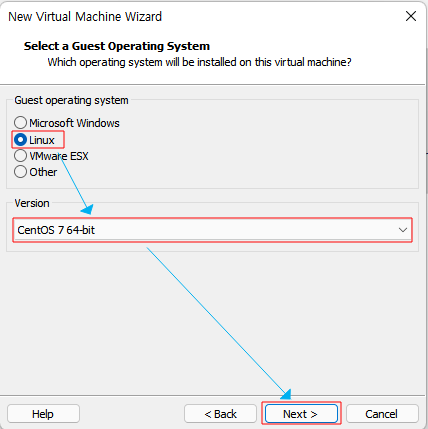 New Virtual Machine Wizard
Select a Guest Operating System
Which operating system will be installed on this virtual machine?
Guest operating system
Microsoft Windows
Linux
VMware ESX
Other
Version
CentOS 7 64-bit
Help
< Back
Next >
Cancel